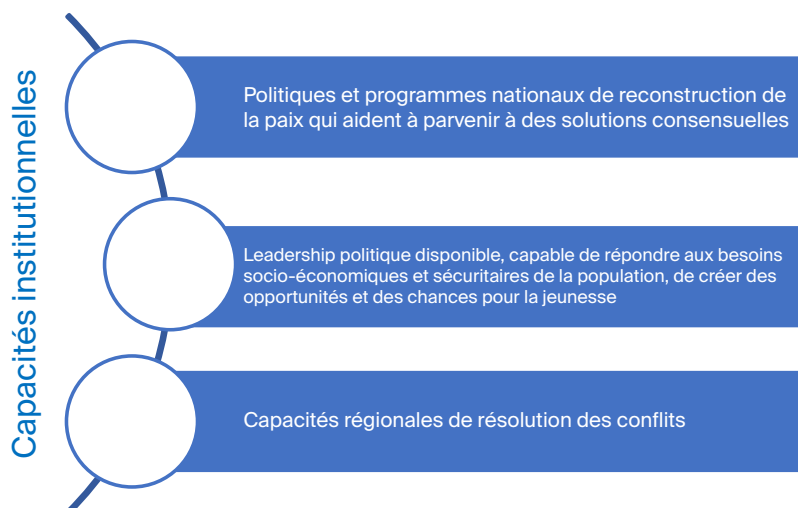 Capacités institutionnelles
Politiques et programmes nationaux de reconstruction de
la paix qui aident à parvenir à des solutions consensuelles
Leadership politique disponible, capable de répondre aux besoins
socio-économiques et sécuritaires de la population, de créer des
opportunités et des chances pour la jeunesse
Capacités régionales de résolution des conflits